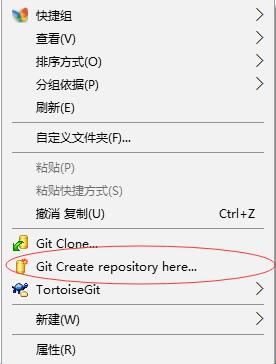 快捷组
查看(V)
排序方式(O)
分组依据(P)
刷新(E)
自定义文件夹(F)...
粘贴(P)
粘贴快捷方式(S)
撤消 复制(U) Ctrl+Z
Git Clone...
Git Create repository here...
TortoiseGit
新建(W)
属性(R)